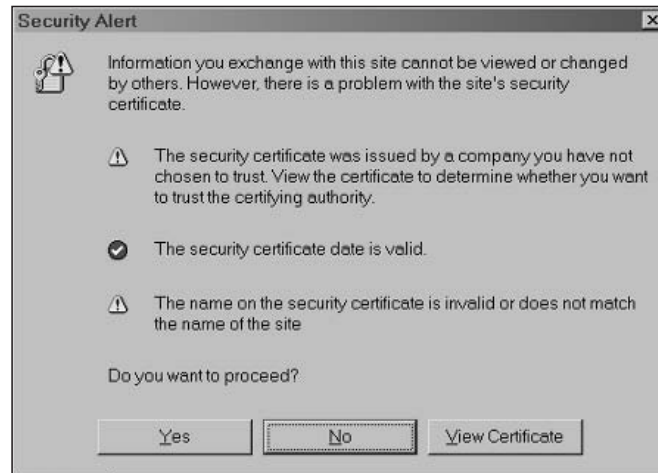 Security Alert
Information you exchange with this site cannot be viewed or changed
by others. However, there is a problem with the site's security
certificate.
The security certificate was issued by a company you have not
chosen to trust. View the certificate to determine whether you want
to trust the certifying authority.
The security certificate date is valid.
The name on the security certificate is invalid or does not match
the name of the site
Do you want to proceed?
Yes
No
View Certificate